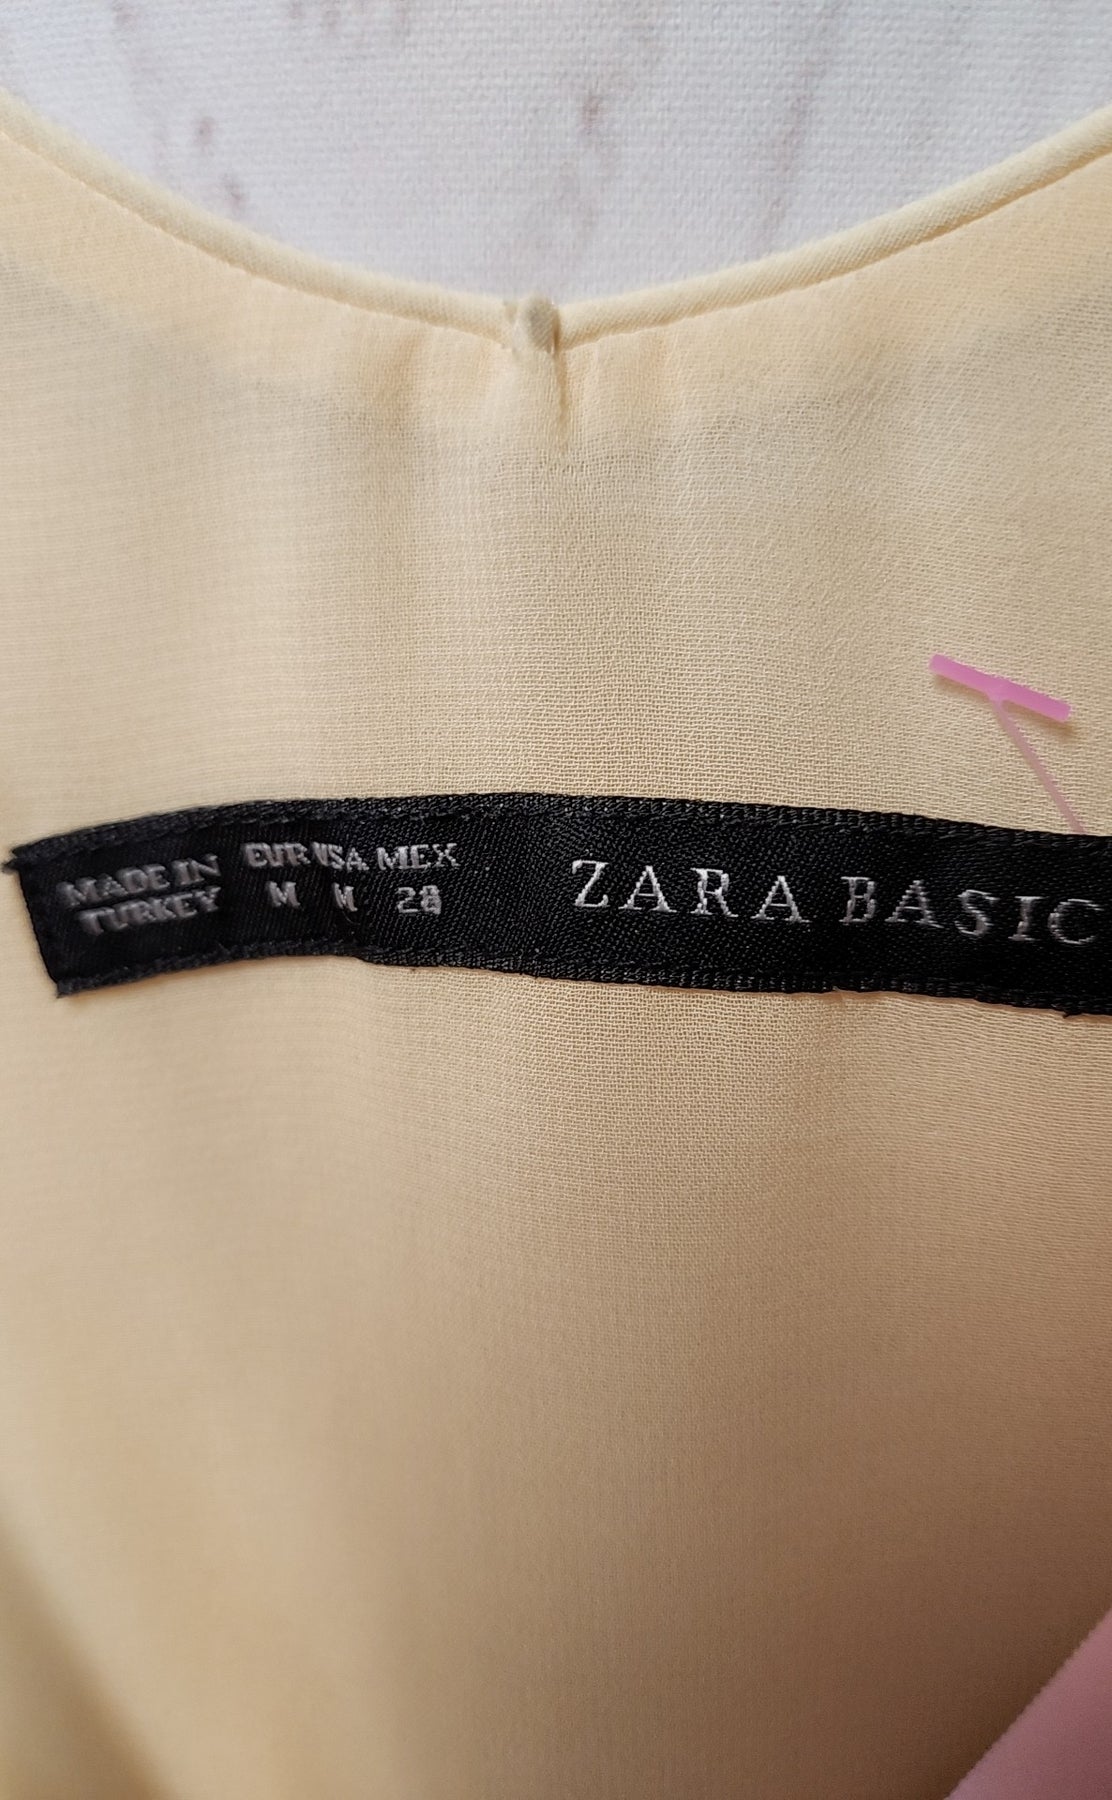 MADE IN
TURKEY
EUR USA MEX
M M 28
ZARA BASIC